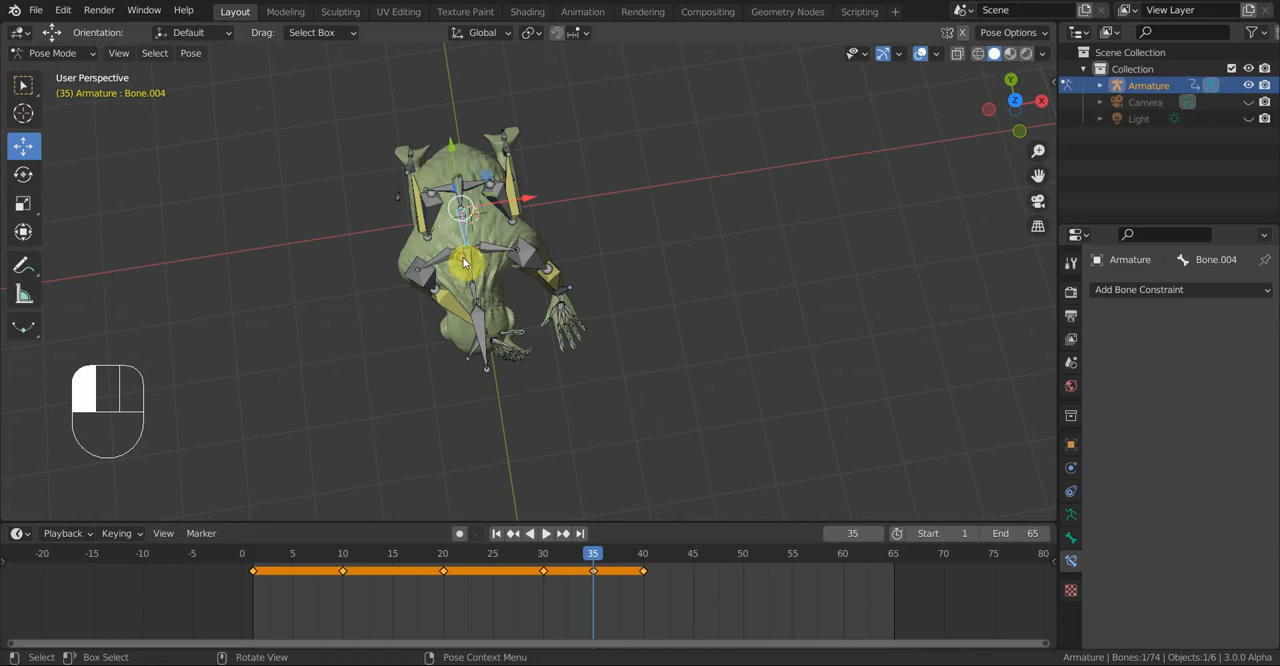 File Edit Render Window Help Layout Modeling Sculpting UV Editing Texture Paint Shading Animation Rendering Compositing Geometry Nodes Scripting + Scene View Layer
Orientation: Default Drag: Select Box Global X Pose Options
Pose Mode View Select Pose
Scene Collection
Collection
Armature
Camera
Light
User Perspective
(35) Armature : Bone.004
Y
Z
X
Armature Bone.004
Add Bone Constraint
Playback Keying View Marker 35 Start 1 End 65
-20 -15 -10 -5 0 5 10 15 20 25 30 35 40 45 50 55 60 65 70 75 80
Select Box Select Rotate View Pose Context Menu Armature | Bones:1/74 | Objects:1/6 | 3.0.0 Alpha